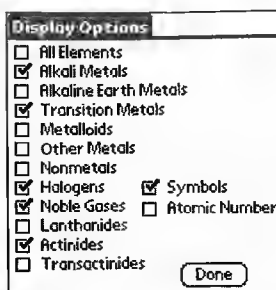 Display Options
All Elements
Alkali Metals
Alkaline Earth Metals
Transition Metals
Metalloids
Other Metals
Nonmetals
Halogens Symbols
Noble Gases Atomic Number
Lanthanides
Actinides
Transactinides
Done